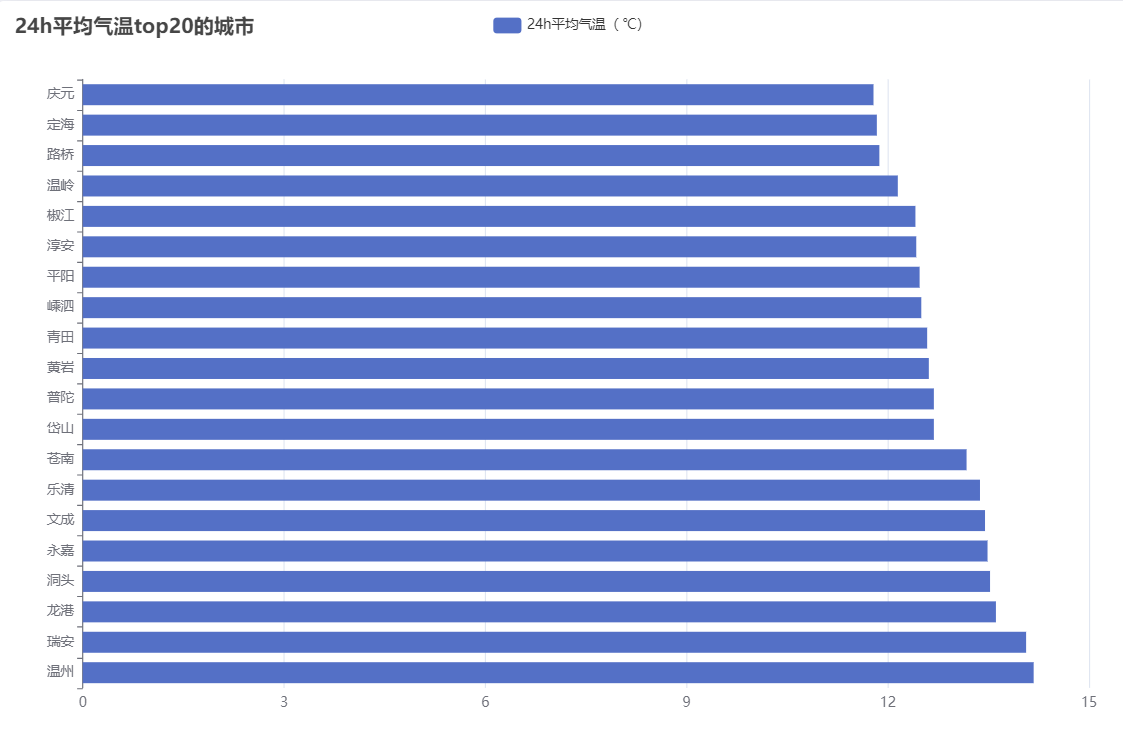 24h平均气温top20的城市
24h平均气温（℃）
庆元
定海
路桥
温岭
椒江
淳安
平阳
嵊泗
青田
黄岩
普陀
岱山
苍南
乐清
文成
永嘉
洞头
龙港
瑞安
温州
0 3 6 9 12 15